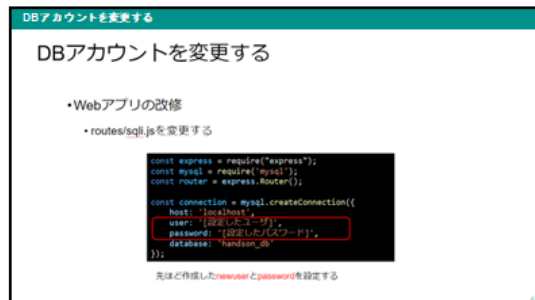 DBアカウントを変更する
DBアカウントを変更する
•Webアプリの改修
• routes/sqli.jsを変更する
const express = require("express");
const mysql = require('mysql');
const router = express.Router();
const connection = mysql.createConnection({
host: 'localhost',
user: '[設定したユーザ]',
password: '[設定したパスワード]',
database: 'handson_db'
});
先ほど作成したnewuserとpasswordを設定する